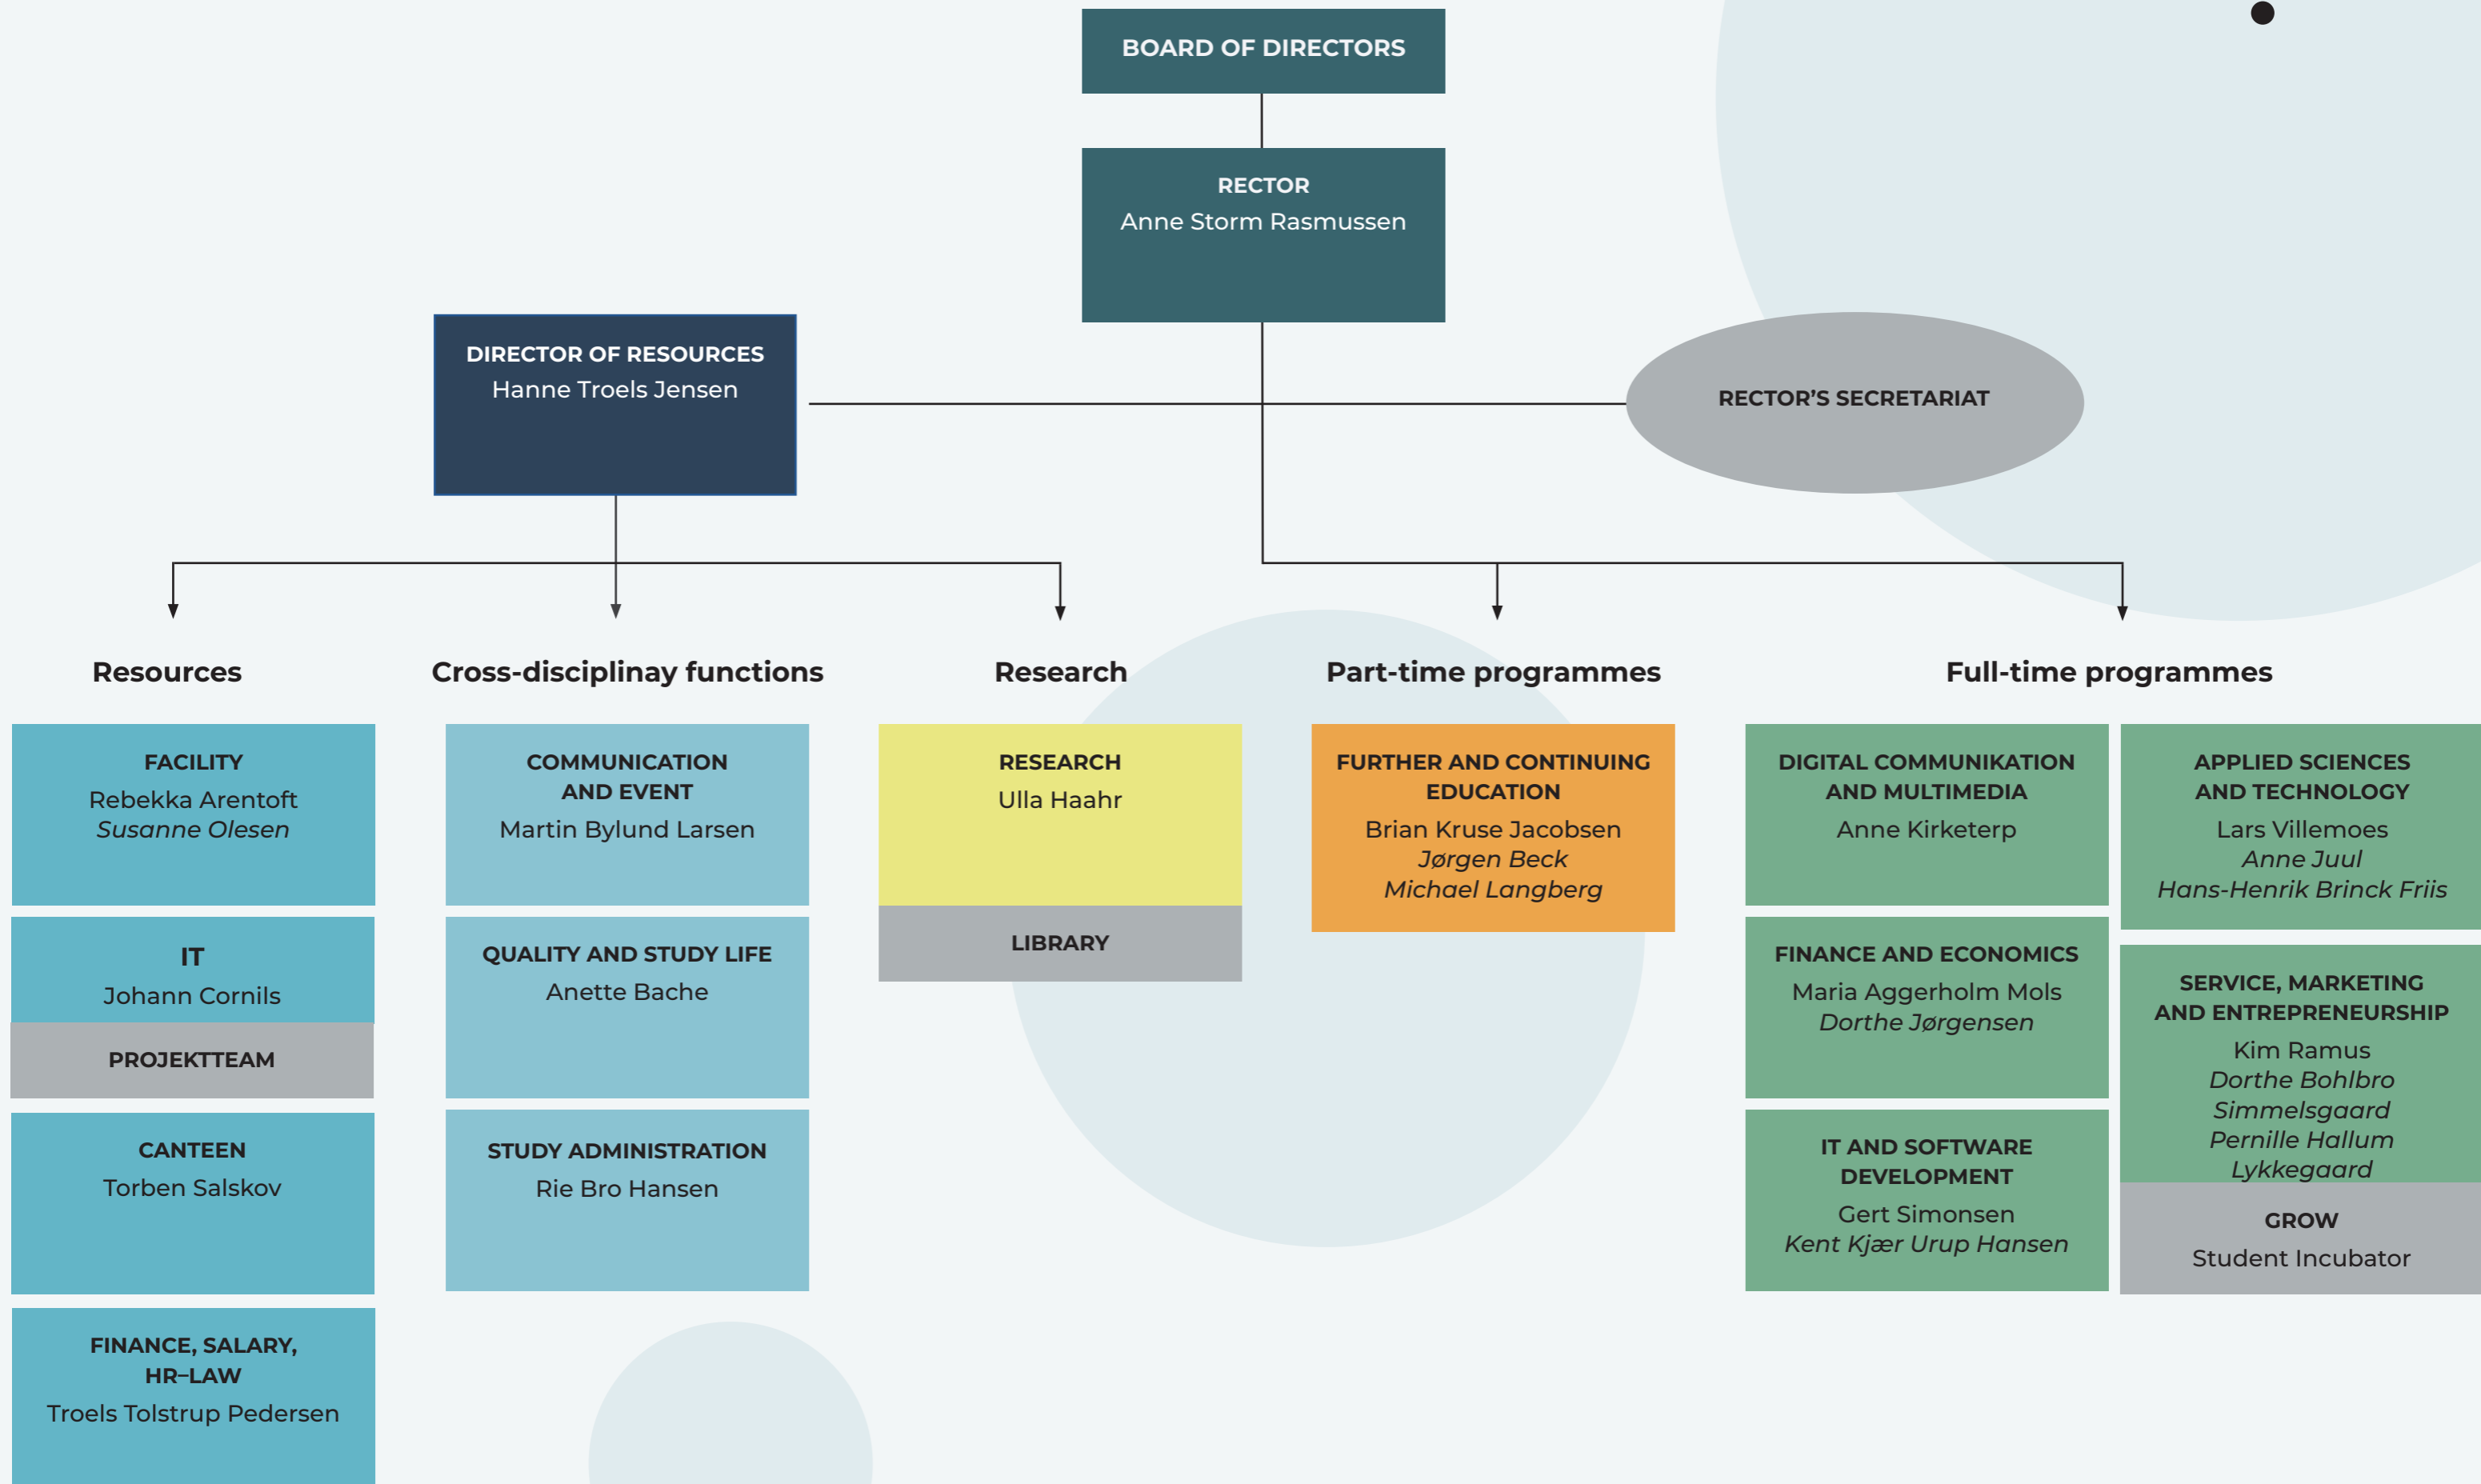 BOARD OF DIRECTORS
RECTOR
Anne Storm Rasmussen
DIRECTOR OF RESOURCES
Hanne Troels Jensen
RECTOR’S SECRETARIAT
Resources
Cross-disciplinay functions
Research
Part-time programmes
Full-time programmes
FACILITY
Rebekka Arentoft
Susanne Olesen
IT
Johann Cornils
PROJEKTTEAM
CANTEEN
Torben Salskov
FINANCE, SALARY,
HR–LAW
Troels Tolstrup Pedersen
COMMUNICATION
AND EVENT
Martin Bylund Larsen
QUALITY AND STUDY LIFE
Anette Bache
STUDY ADMINISTRATION
Rie Bro Hansen
RESEARCH
Ulla Haahr
LIBRARY
FURTHER AND CONTINUING
EDUCATION
Brian Kruse Jacobsen
Jørgen Beck
Michael Langberg
DIGITAL COMMUNIKATION
AND MULTIMEDIA
Anne Kirketerp
FINANCE AND ECONOMICS
Maria Aggerholm Mols
Dorthe Jørgensen
IT AND SOFTWARE
DEVELOPMENT
Gert Simonsen
Kent Kjær Urup Hansen
APPLIED SCIENCES
AND TECHNOLOGY
Lars Villemoes
Anne Juul
Hans-Henrik Brinck Friis
SERVICE, MARKETING
AND ENTREPRENEURSHIP
Kim Ramus
Dorthe Bohlbro
Simmelsgaard
Pernille Hallum
Lykkegaard
GROW
Student Incubator